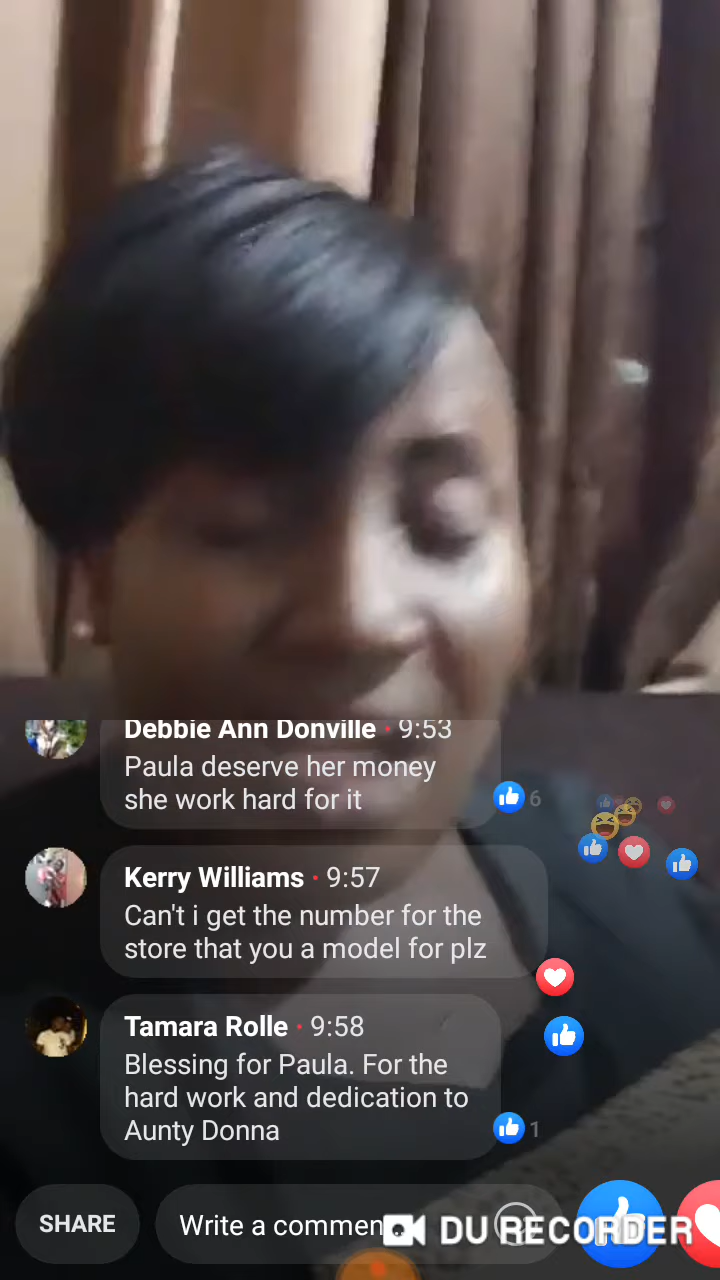 Debbie Ann Donville • 9:53
Paula deserve her money
she work hard for it
6
Kerry Williams • 9:57
Can't i get the number for the
store that you a model for plz
Tamara Rolle • 9:58
Blessing for Paula. For the
hard work and dedication to
Aunty Donna
1
SHARE
Write a commen
DU RECORDER